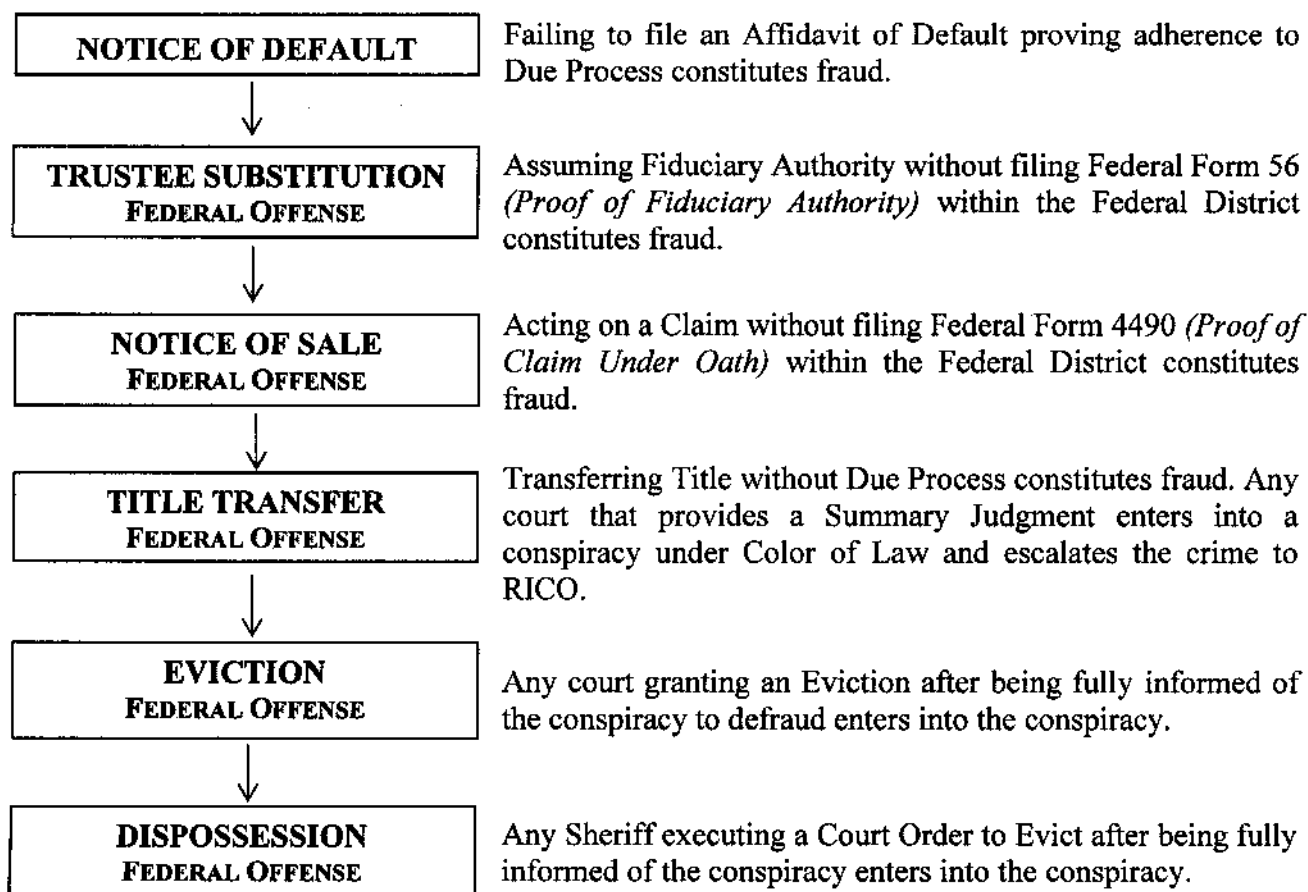 NOTICE OF DEFAULT
Failing to file an Affidavit of Default proving adherence to
Due Process constitutes fraud.
TRUSTEE SUBSTITUTION
FEDERAL OFFENSE
Assuming Fiduciary Authority without filing Federal Form 56
(Proof of Fiduciary Authority) within the Federal District
constitutes fraud.
NOTICE OF SALE
FEDERAL OFFENSE
Acting on a Claim without filing Federal Form 4490 (Proof of
Claim Under Oath) within the Federal District constitutes
fraud.
TITLE TRANSFER
FEDERAL OFFENSE
Transferring Title without Due Process constitutes fraud. Any
court that provides a Summary Judgment enters into a
conspiracy under Color of Law and escalates the crime to
RICO.
EVICTION
FEDERAL OFFENSE
Any court granting an Eviction after being fully informed of
the conspiracy to defraud enters into the conspiracy.
DISPOSSESSION
FEDERAL OFFENSE
Any Sheriff executing a Court Order to Evict after being fully
informed of the conspiracy enters into the conspiracy.